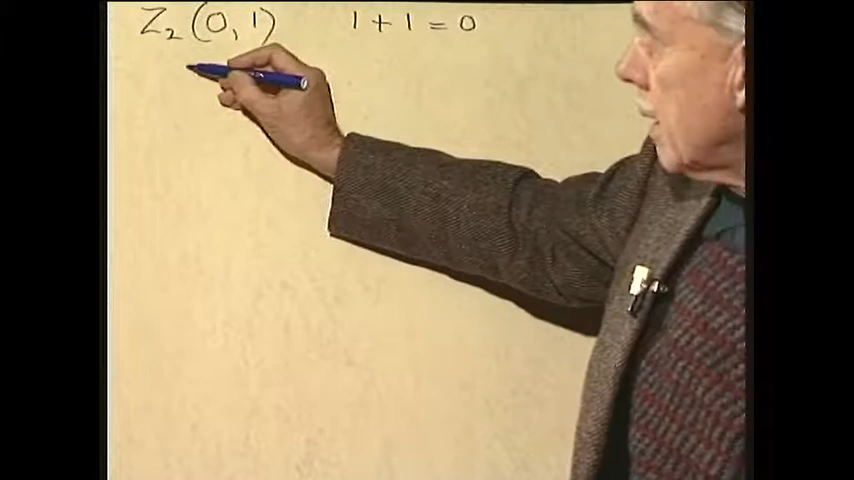 Z₂(0,1) 1 + 1 = 0